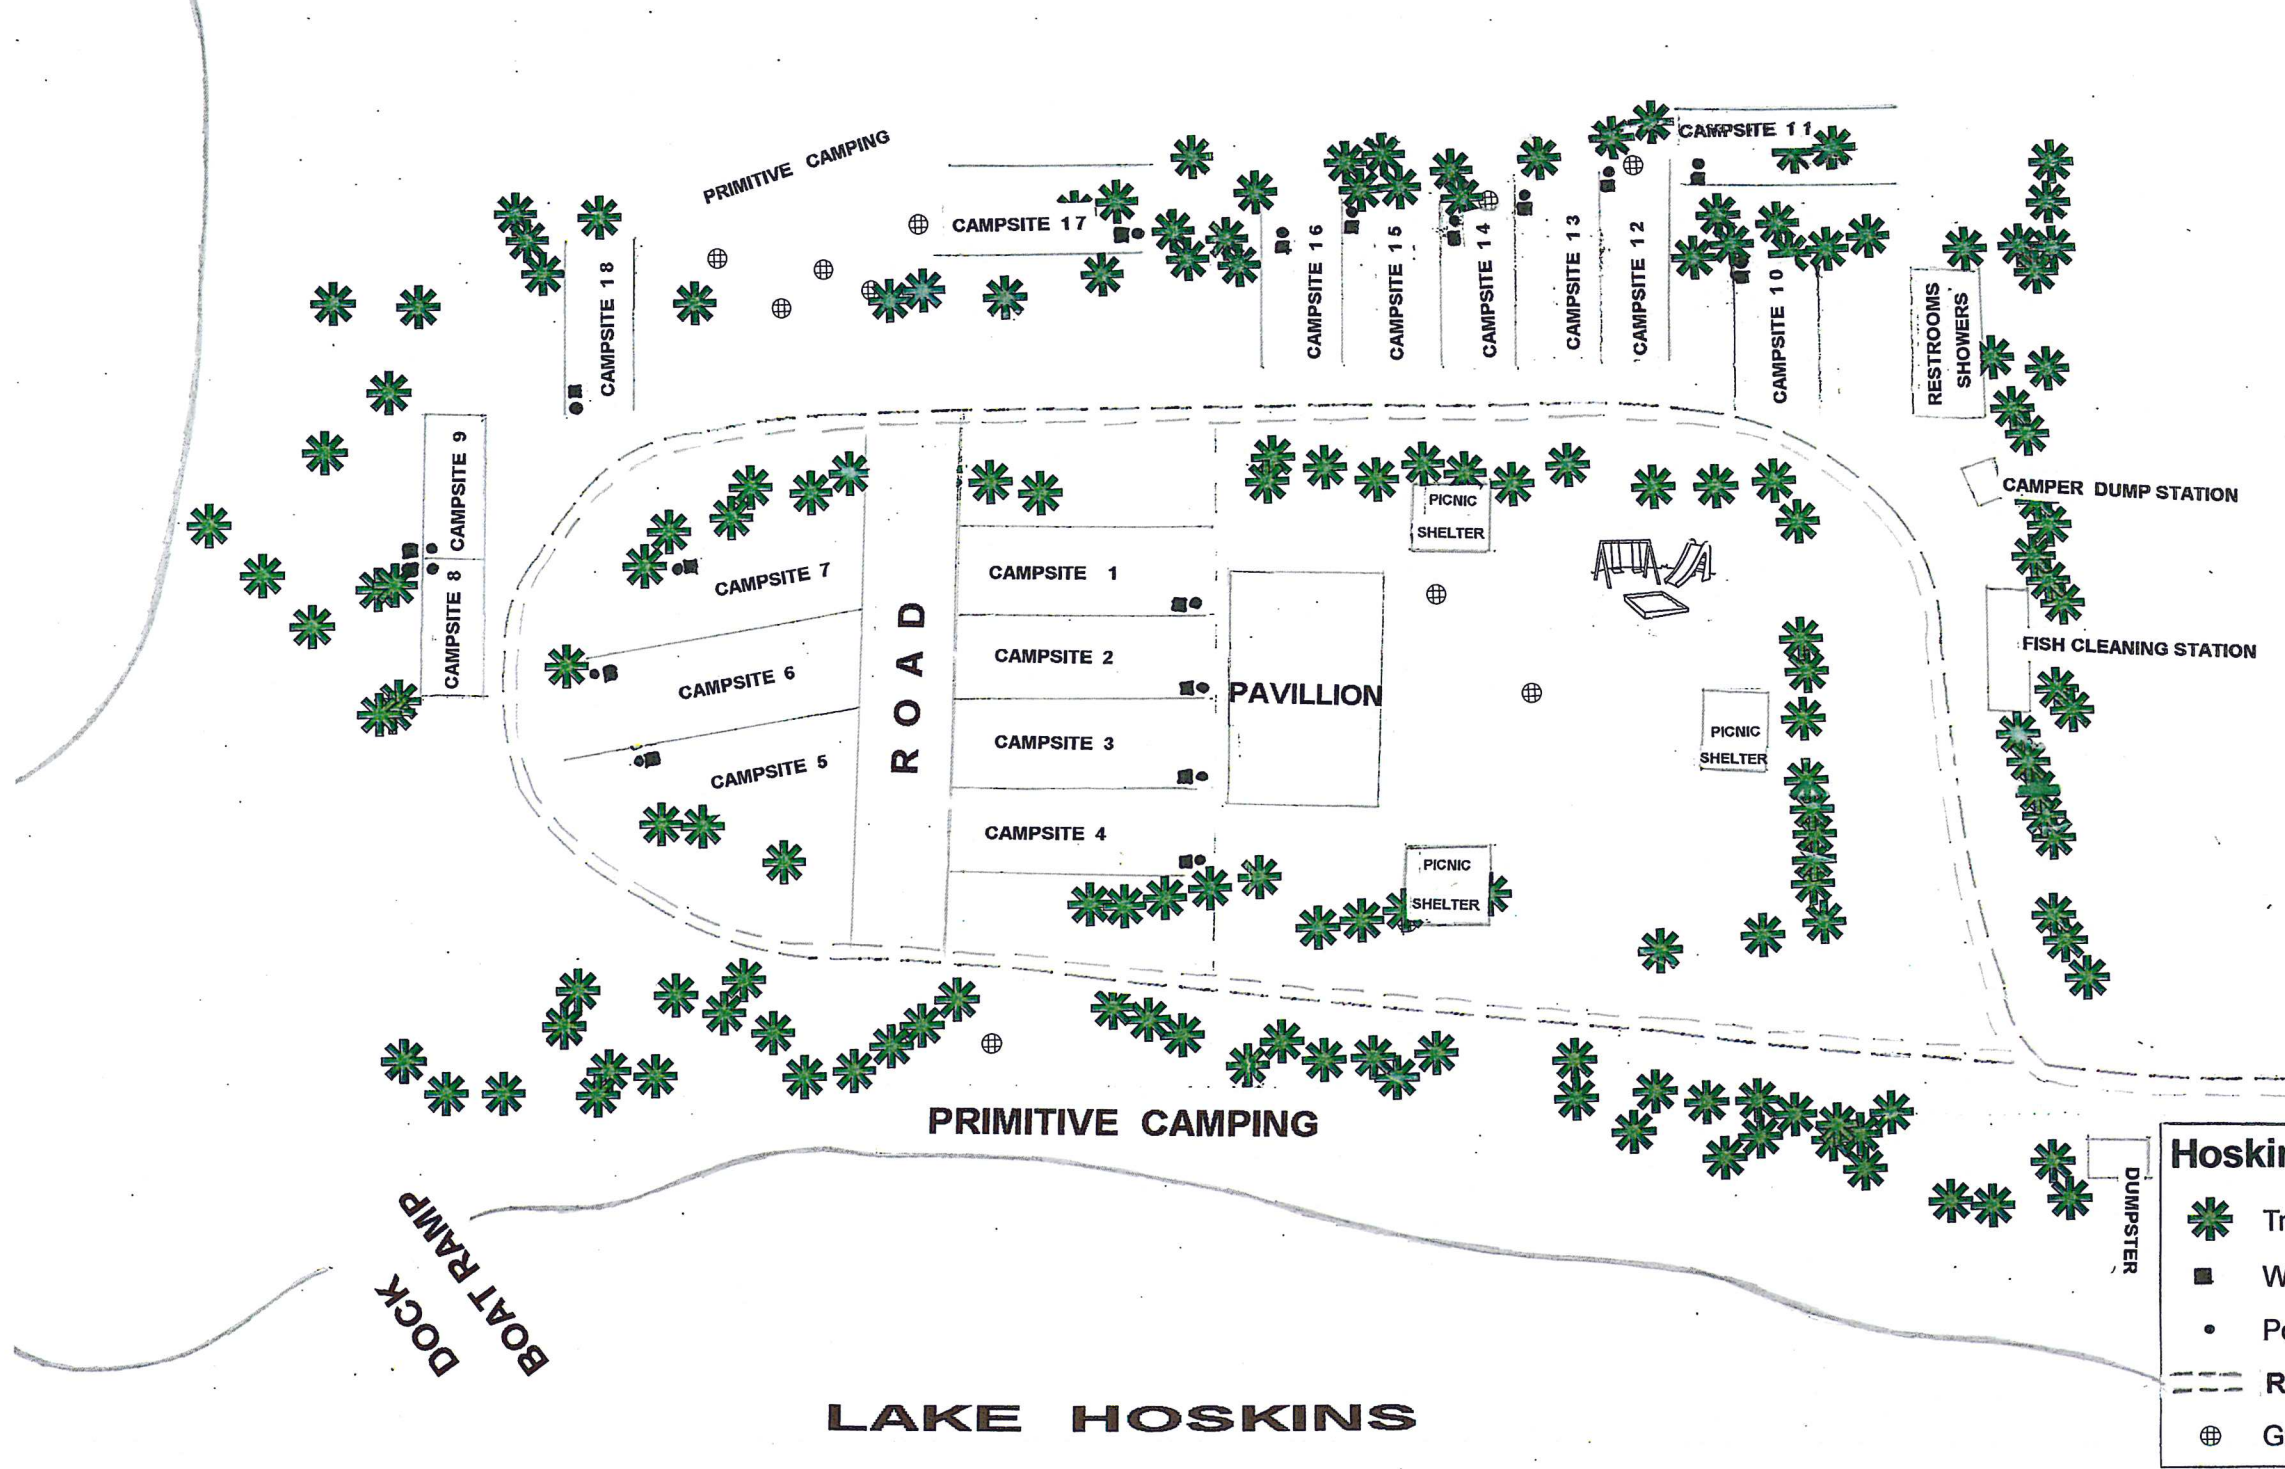 PRIMITIVE CAMPING
CAMPSITE 11
CAMPSITE 17
CAMPSITE 18
CAMPSITE 16
CAMPSITE 15
CAMPSITE 14
CAMPSITE 13
CAMPSITE 12
CAMPSITE 10
RESTROOMS
SHOWERS
CAMPSITE 9
CAMPSITE 8
CAMPER DUMP STATION
PICNIC
SHELTER
CAMPSITE 7
CAMPSITE 1
ROAD
CAMPSITE 2
FISH CLEANING STATION
CAMPSITE 6
PAVILLION
CAMPSITE 3
PICNIC
SHELTER
CAMPSITE 5
CAMPSITE 4
PICNIC
SHELTER
PRIMITIVE CAMPING
DUMPSTER
BOAT RAMP
DOCK
LAKE HOSKINS
Hoskin
Tr
W
Po
R
G